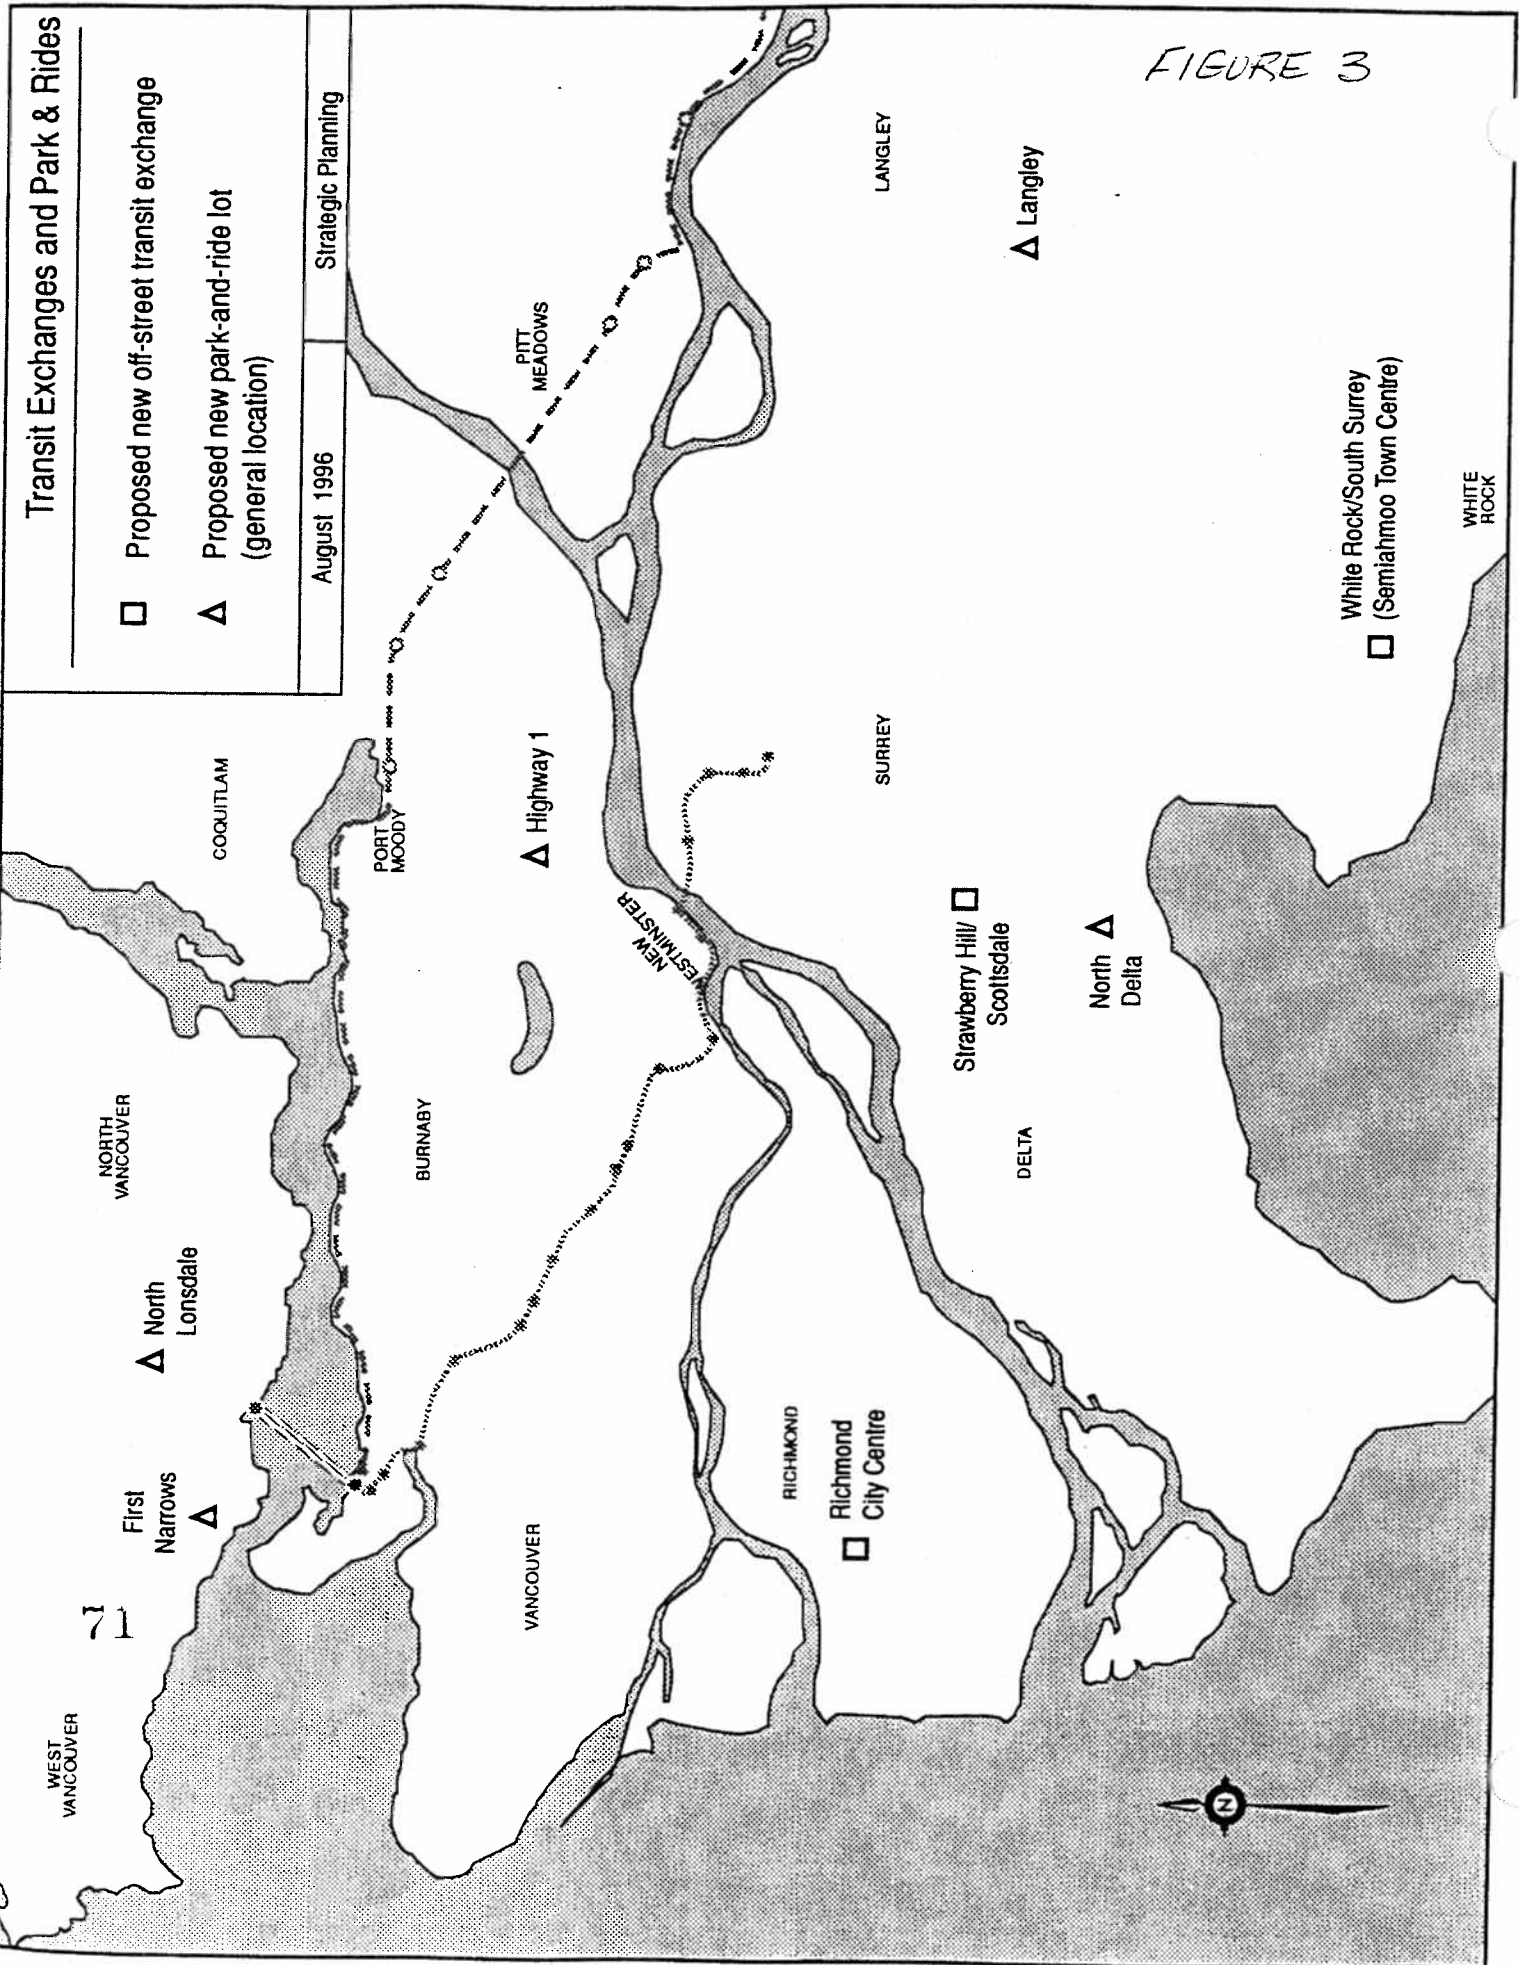 Transit Exchanges and Park & Rides
Proposed new off-street transit exchange
Proposed new park-and-ride lot
(general location)
August 1996
Strategic Planning
FIGURE 3
71
WEST
VANCOUVER
First
Narrows
North
Lonsdale
NORTH
VANCOUVER
COQUITLAM
PORT
MOODY
PITT
MEADOWS
BURNABY
Highway 1
VANCOUVER
NEW
WESTMINSTER
RICHMOND
Richmond
City Centre
SURREY
LANGLEY
Langley
Strawberry Hill/
Scottsdale
DELTA
North
Delta
White Rock/South Surrey
(Semiahmoo Town Centre)
WHITE
ROCK
N